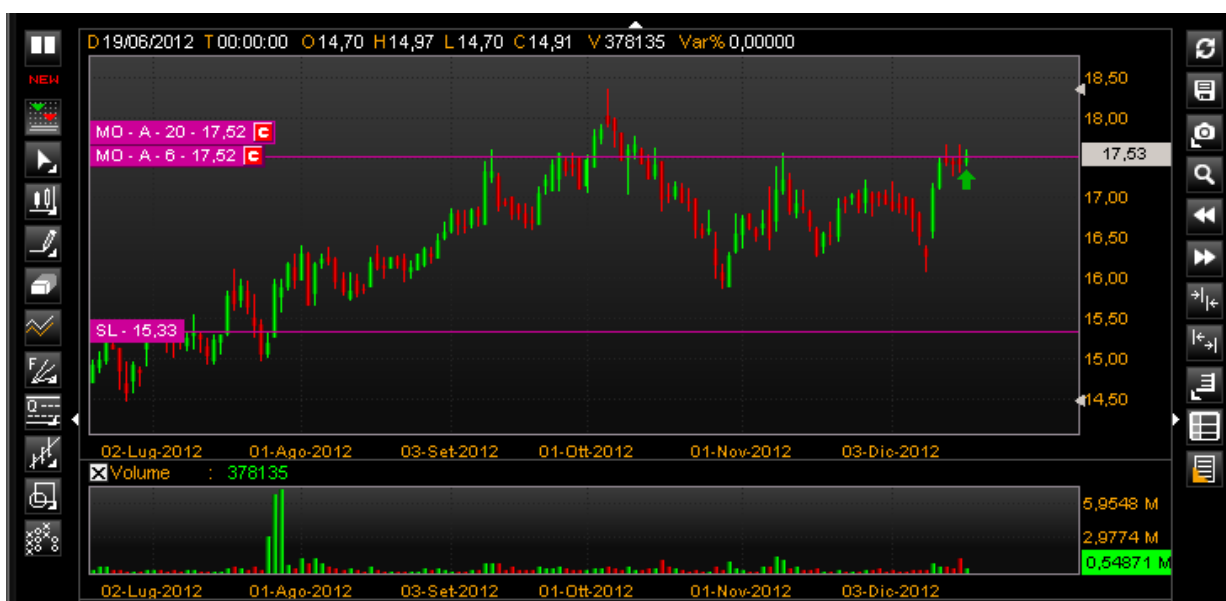 D 19/06/2012 T 00:00:00 O 14,70 H 14,97 L 14,70 C 14,91 V 378135 Var% 0,00000
NEW
18,50
18,00
MO - A - 20 - 17,52 C
MO - A - 6 - 17,52 C
17,53
17,00
16,50
16,00
15,50
SL - 15,33
15,00
14,50
02-Lug-2012 01-Ago-2012 03-Set-2012 01-Ott-2012 01-Nov-2012 03-Dic-2012
Volume : 378135
5,9548 M
2,9774 M
0,54871 M
02-Lug-2012 01-Ago-2012 03-Set-2012 01-Ott-2012 01-Nov-2012 03-Dic-2012
F
Q